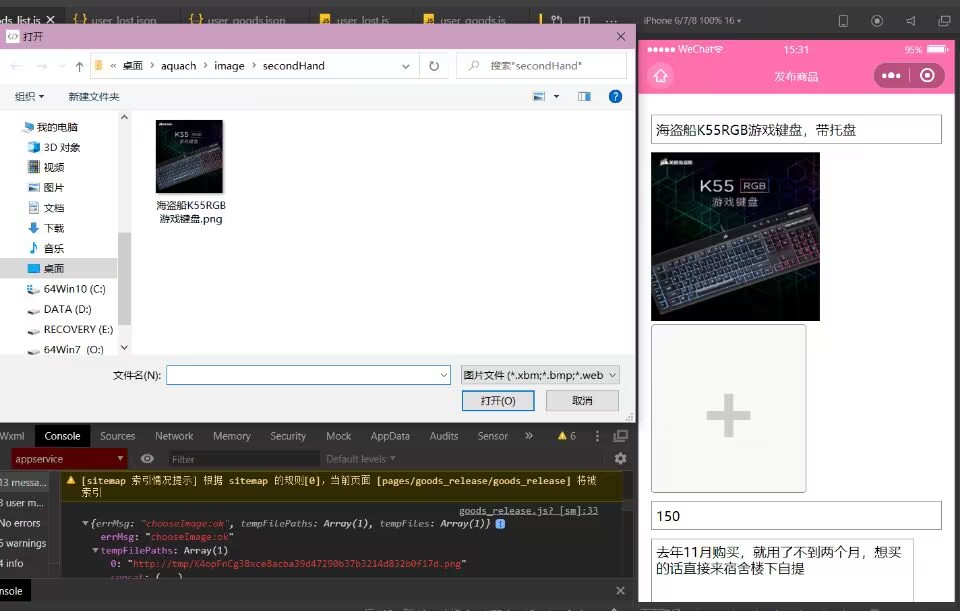 ds_list.js
user_lost.json
user_goods.json
user_lost.js
user_goods.js
打开
« 桌面 › aquach › image › secondHand
搜索"secondHand"
组织
新建文件夹
我的电脑
3D 对象
视频
图片
文档
下载
音乐
桌面
64Win10 (C:)
DATA (D:)
RECOVERY (E:)
64Win7 (O:)
K55
游戏键盘
海盗船K55RGB
游戏键盘.png
文件名(N):
图片文件 (*.xbm;*.bmp;*.web
打开(O)
取消
Wxml Console Sources Network Memory Security Mock AppData Audits Sensor » 6
appservice
Filter
Default levels
13 messa...
8 user m...
No errors
6 warnings
4 info
[sitemap 索引情况提示] 根据 sitemap 的规则[0]，当前页面 [pages/goods_release/goods_release] 将被
索引
goods_release.js? [sm]:33
{errMsg: "chooseImage:ok", tempFilePaths: Array(1), tempFiles: Array(1)}
errMsg: "chooseImage:ok"
tempFilePaths: Array(1)
0: "http://tmp/X4opFnCg38xce8acba39d47290b37b3214d832b0f17d.png"
nsole
iPhone 6/7/8 100% 16
WeChat
15:31
95%
发布商品
海盗船K55RGB游戏键盘，带托盘
K55 RGB
游戏键盘
150
去年11月购买，就用了不到两个月，想买
的话直接来宿舍楼下自提